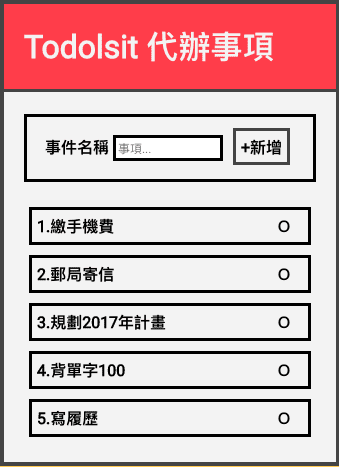 Todolsit 代辦事項
事件名稱 事項... +新增
1.繳手機費 O
2.郵局寄信 O
3.規劃2017年計畫 O
4.背單字100 O
5.寫履歷 O